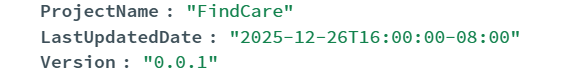 ProjectName : "FindCare"
LastUpdatedDate : "2025-12-26T16:00:00-08:00"
Version : "0.0.1"